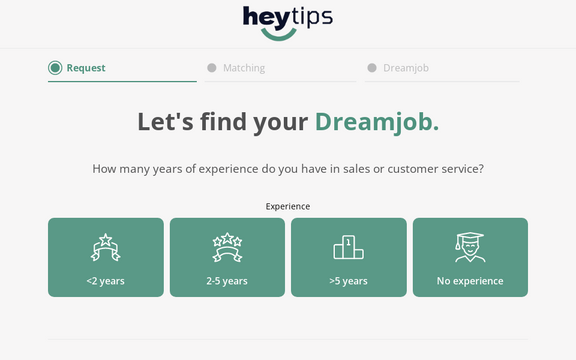 heytips
Request
Matching
Dreamjob
Let's find your Dreamjob.
How many years of experience do you have in sales or customer service?
Experience
1
<2 years
2-5 years
>5 years
No experience